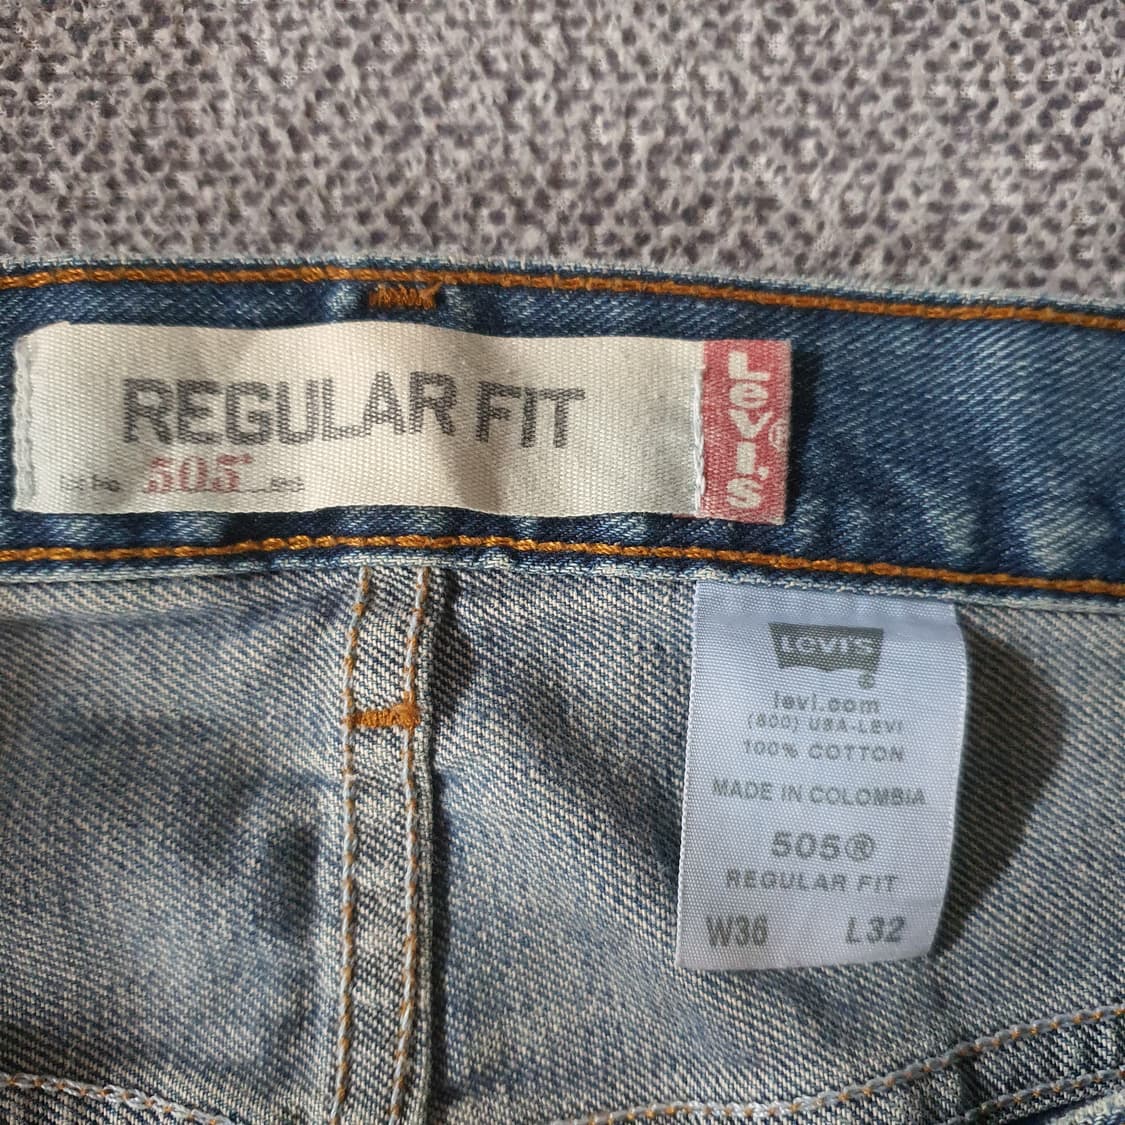 REGULAR FIT
505
LEVI'S®
LEVI'S
®
levi.com
(800) USA-LEVI
100% COTTON
MADE IN COLOMBIA
505®
REGULAR FIT
W36 L32